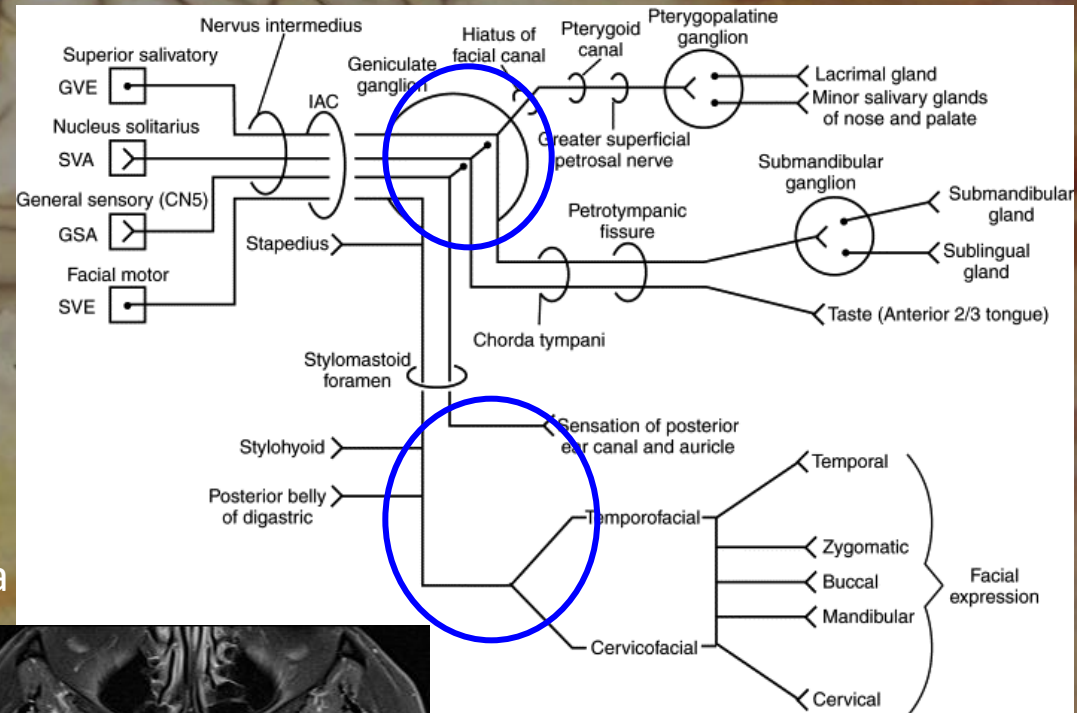 Nervus intermedius
Superior salivatory
GVE
Nucleus solitarius
SVA
General sensory (CN5)
GSA
Facial motor
SVE
IAC
Geniculate
ganglion
Hiatus of
facial canal
Pterygoid
canal
Pterygopalatine
ganglion
Lacrimal gland
Minor salivary glands
of nose and palate
Greater superficial
petrosal nerve
Submandibular
ganglion
Submandibular
gland
Sublingual
gland
Petrotympanic
fissure
Stapedius
Chorda tympani
Taste (Anterior 2/3 tongue)
Stylomastoid
foramen
Sensation of posterior
ear canal and auricle
Stylohyoid
Posterior belly
of digastric
Temporofacial
Cervicofacial
Temporal
Zygomatic
Buccal
Mandibular
Cervical
Facial
expression
a